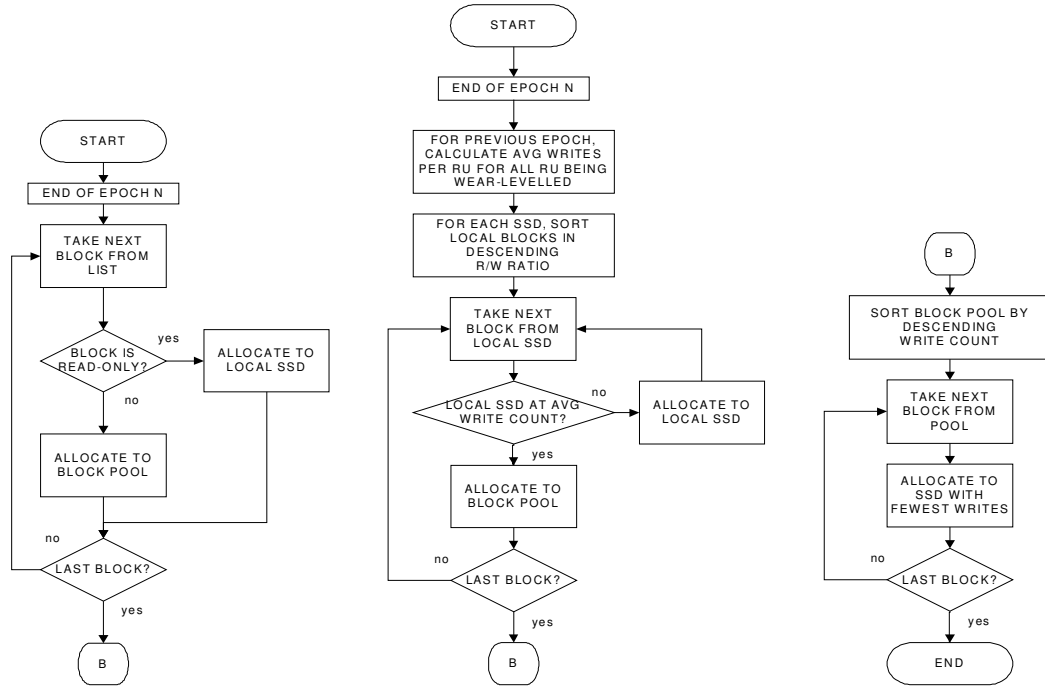 START
END OF EPOCH N
TAKE NEXT
BLOCK FROM
LIST
BLOCK IS
READ-ONLY?
yes
ALLOCATE TO
LOCAL SSD
no
ALLOCATE TO
BLOCK POOL
no
LAST BLOCK?
yes
B
START
END OF EPOCH N
FOR PREVIOUS EPOCH,
CALCULATE AVG WRITES
PER RU FOR ALL RU BEING
WEAR-LEVELLED
FOR EACH SSD, SORT
LOCAL BLOCKS IN
DESCENDING
R/W RATIO
TAKE NEXT
BLOCK FROM
LOCAL SSD
LOCAL SSD AT AVG
WRITE COUNT?
no
ALLOCATE TO
LOCAL SSD
yes
ALLOCATE TO
BLOCK POOL
no
LAST BLOCK?
yes
B
B
SORT BLOCK POOL BY
DESCENDING
WRITE COUNT
TAKE NEXT
BLOCK FROM
POOL
ALLOCATE TO
SSD WITH
FEWEST WRITES
no
LAST BLOCK?
yes
END